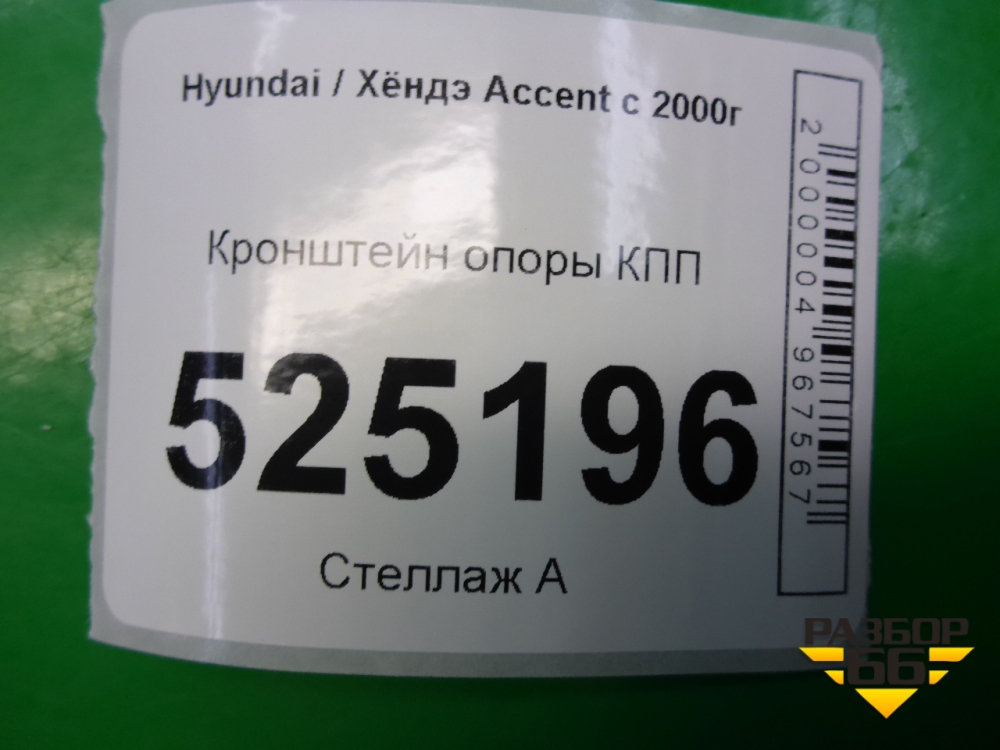 Hyundai / Хёндэ Accent с 2000г
Кронштейн опоры КПП
525196
Стеллаж А
2000004967567
РАЗБОР
66